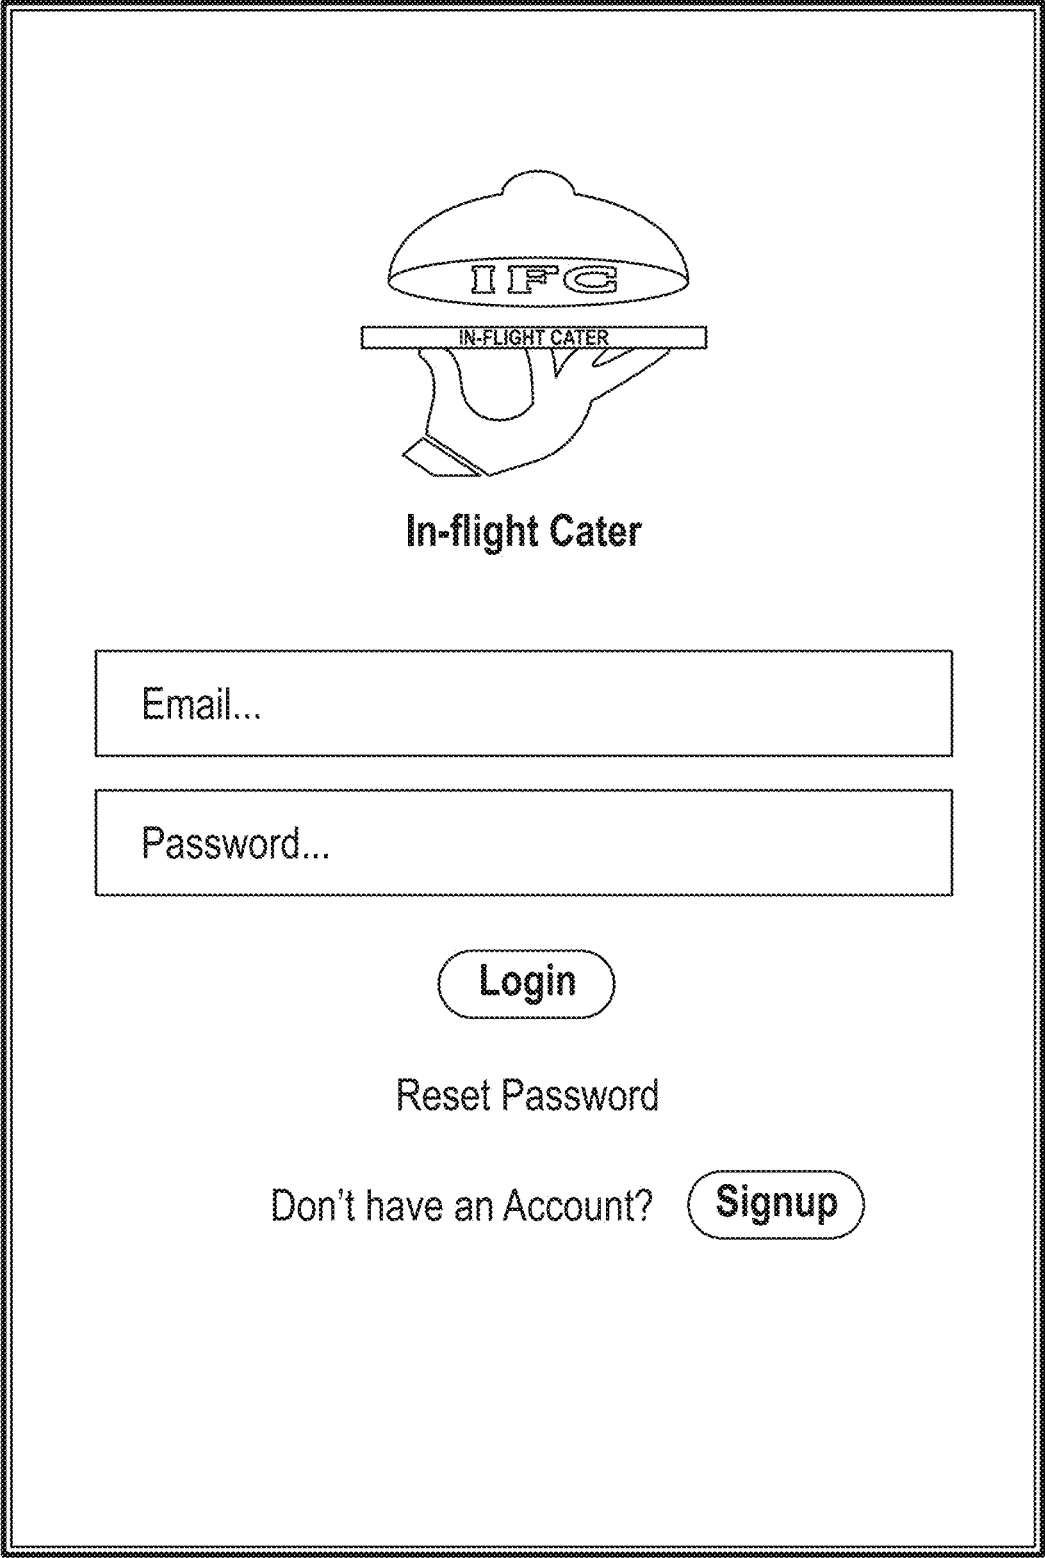 IFC
IN-FLIGHT CATER
In-flight Cater
Email...
Password...
Login
Reset Password
Don’t have an Account? Signup